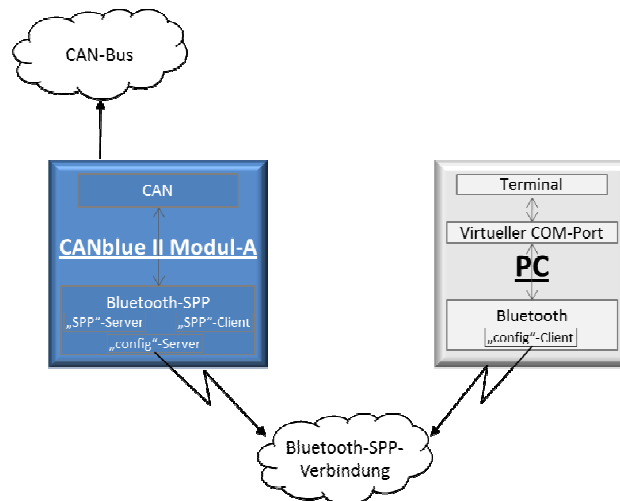 CAN-Bus
CAN
CANblue II Modul-A
Bluetooth-SPP
„SPP“-Server „SPP“-Client
„config“-Server
Terminal
Virtueller COM-Port
PC
Bluetooth
„config“-Client
Bluetooth-SPP-
Verbindung